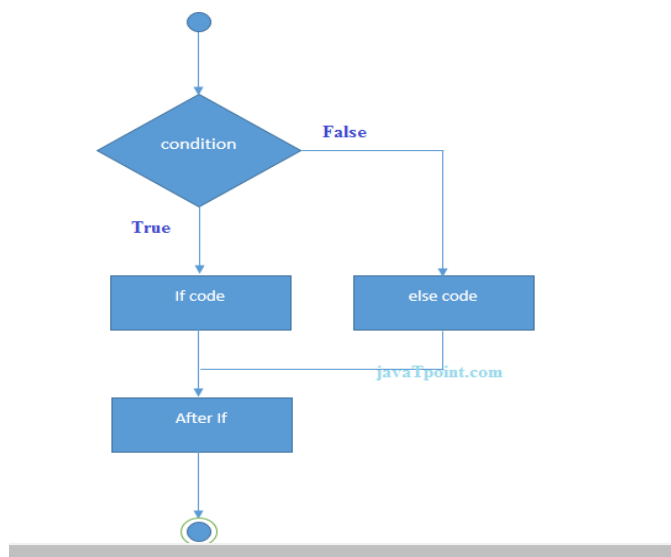 condition
False
True
If code
else code
javaTpoint.com
After If